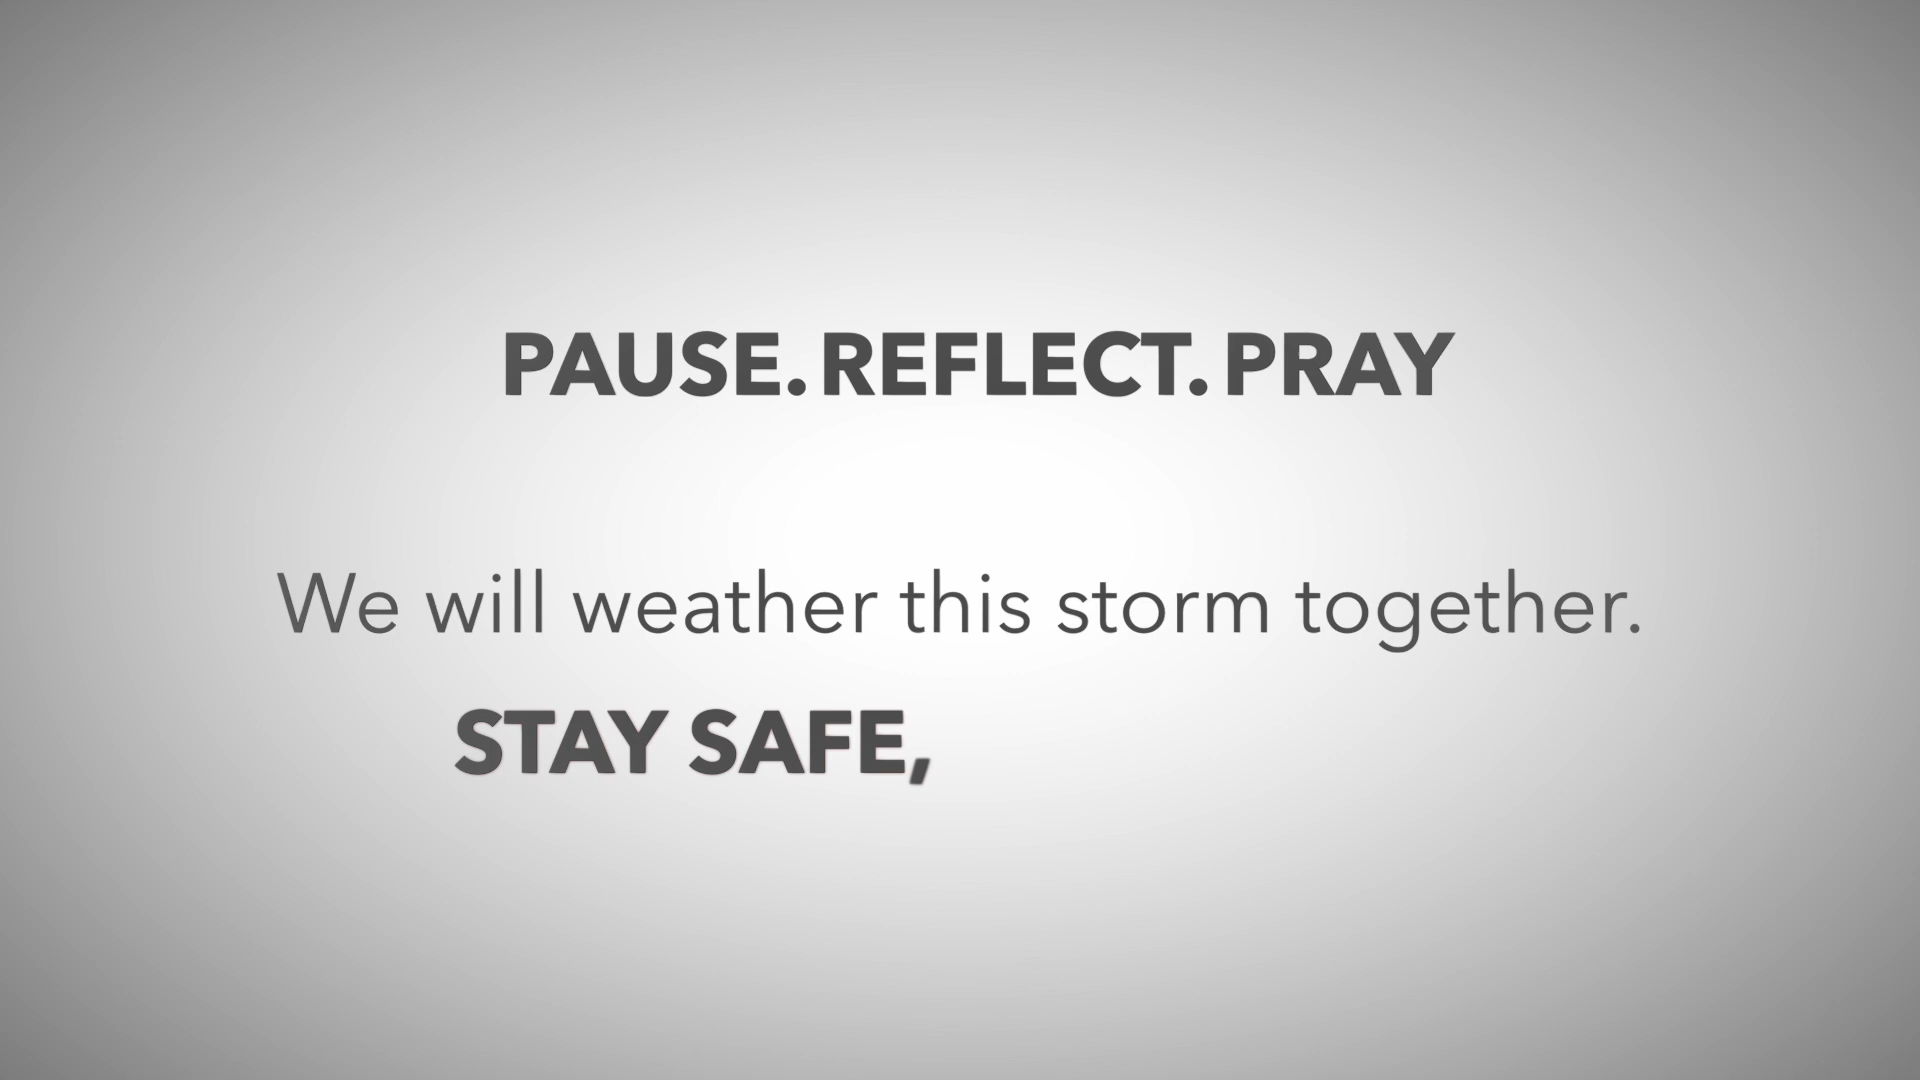 PAUSE. REFLECT. PRAY
We will weather this storm together.
STAY SAFE,